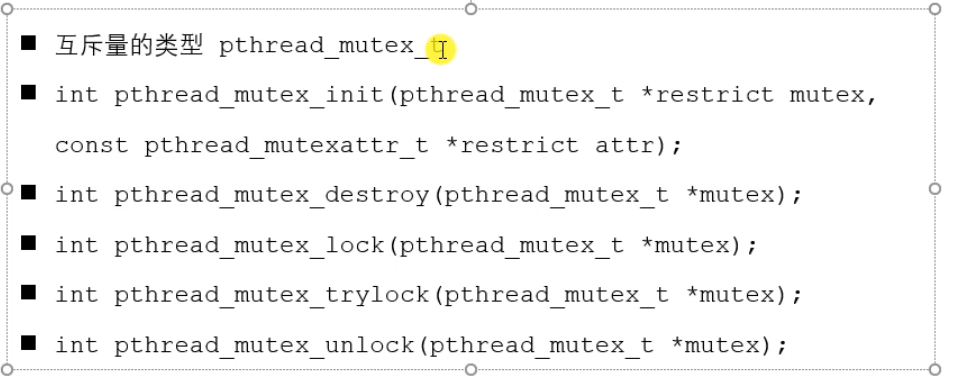 ■ 互斥量的类型 pthread_mutex_t
■ int pthread_mutex_init(pthread_mutex_t *restrict mutex,
const pthread_mutexattr_t *restrict attr);
■ int pthread_mutex_destroy(pthread_mutex_t *mutex);
■ int pthread_mutex_lock(pthread_mutex_t *mutex);
■ int pthread_mutex_trylock(pthread_mutex_t *mutex);
■ int pthread_mutex_unlock(pthread_mutex_t *mutex);